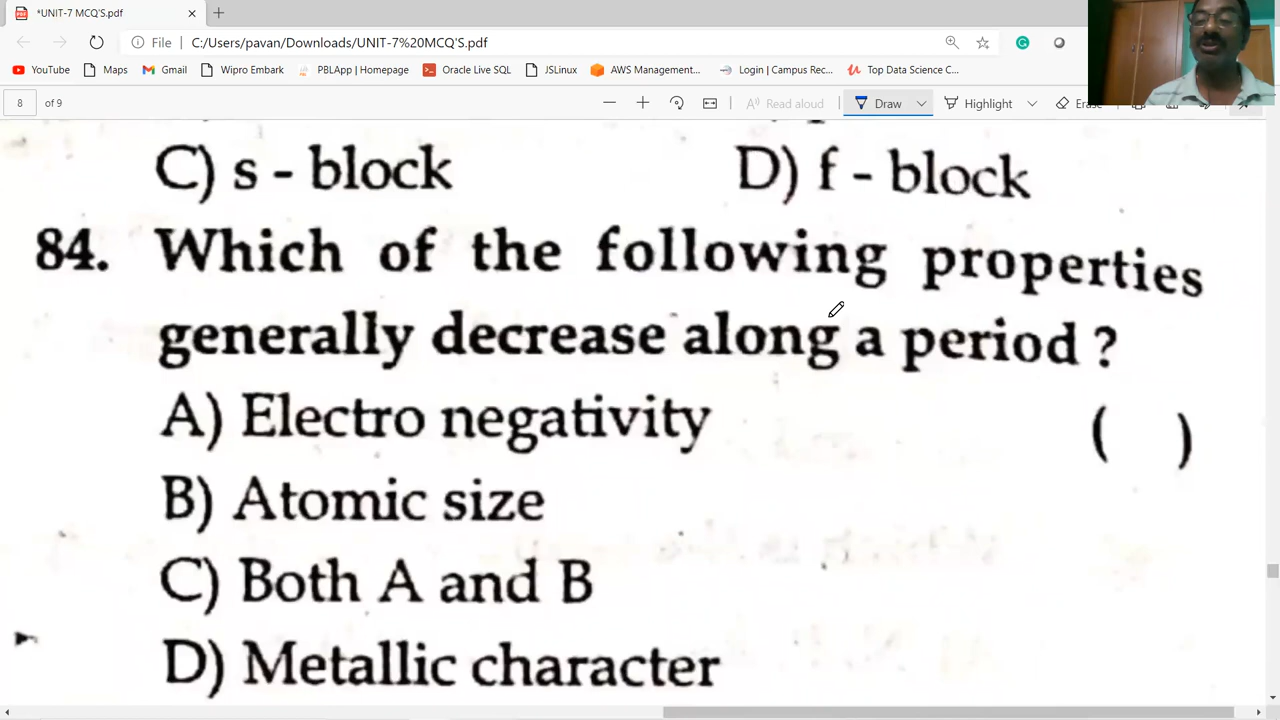 *UNIT-7 MCQ'S.pdf
File C:/Users/pavan/Downloads/UNIT-7%20MCQ'S.pdf
YouTube Maps Gmail Wipro Embark PBLApp | Homepage Oracle Live SQL JSLinux AWS Management... Login | Campus Rec... Top Data Science C...
8 of 9 Read aloud Draw Highlight Erase
C) s - block D) f - block
84. Which of the following properties
generally decrease along a period ?
A) Electro negativity ( )
B) Atomic size
C) Both A and B
D) Metallic character